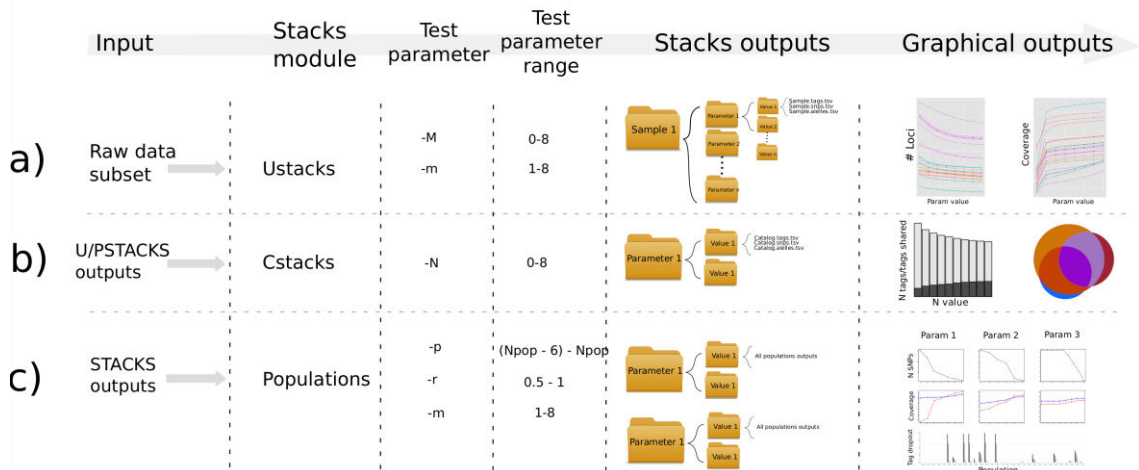 Input
Stacks
module
Test
parameter
Test
parameter
range
Stacks outputs
Graphical outputs
a)
Raw data
subset
Ustacks
-M
-m
0-8
1-8
Sample 1
Parameter 1
Parameter 2
Parameter n
Value 1
Value 2
Value n
Sample.tags.tsv
Sample.snps.tsv
Sample.alelles.tsv
# Loci
Param value
Coverage
Param value
b)
U/PSTACKS
outputs
Cstacks
-N
0-8
Parameter 1
Value 1
Value 1
Catalog.tags.tsv
Catalog.snps.tsv
Catalog.alelles.tsv
N tags/tags shared
N value
c)
STACKS
outputs
Populations
-p
-r
-m
(Npop - 6) - Npop
0.5 - 1
1-8
Parameter 1
Value 1
Value 1
All populations outputs
Parameter 1
Value 1
Value 1
All populations outputs
Param 1
Param 2
Param 3
N SNPs
Coverage
Tag dropout
Population